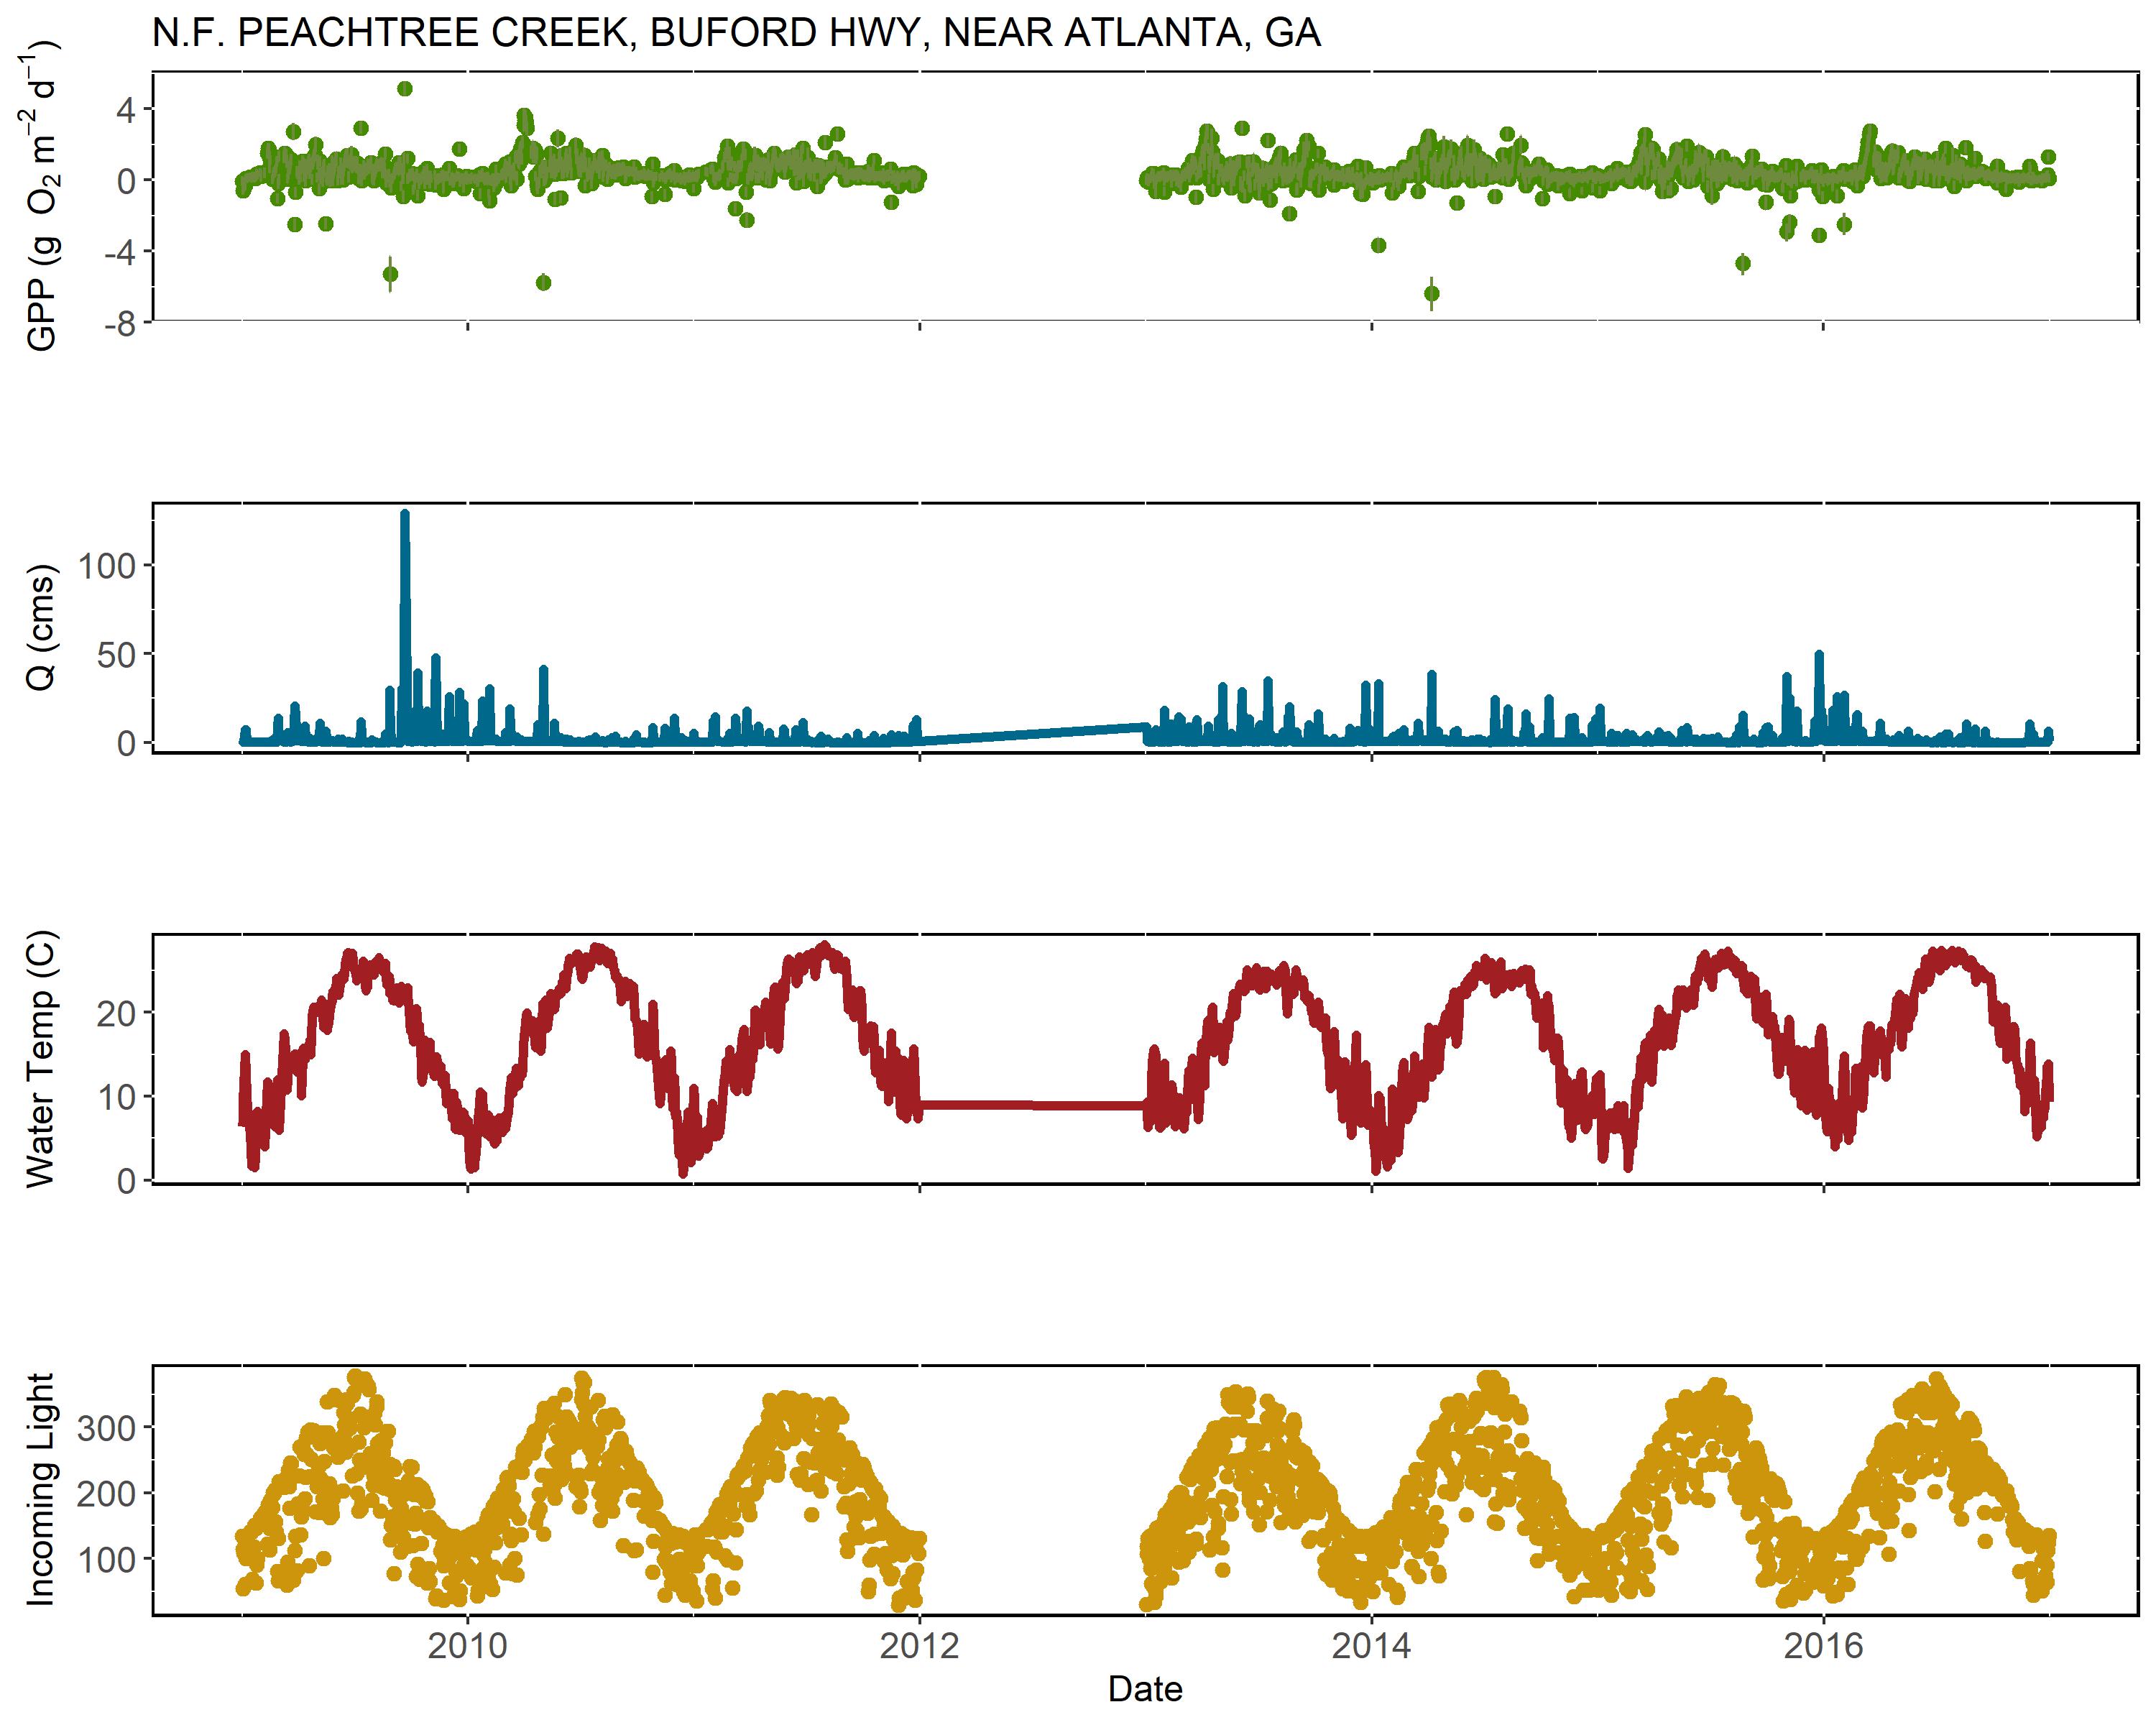 N.F. PEACHTREE CREEK, BUFORD HWY, NEAR ATLANTA, GA
GPP (g O₂ m⁻² d⁻¹)
4
0
-4
-8
Q (cms)
100
50
0
Water Temp (C)
20
10
0
Incoming Light
300
200
100
2010 2012 2014 2016
Date